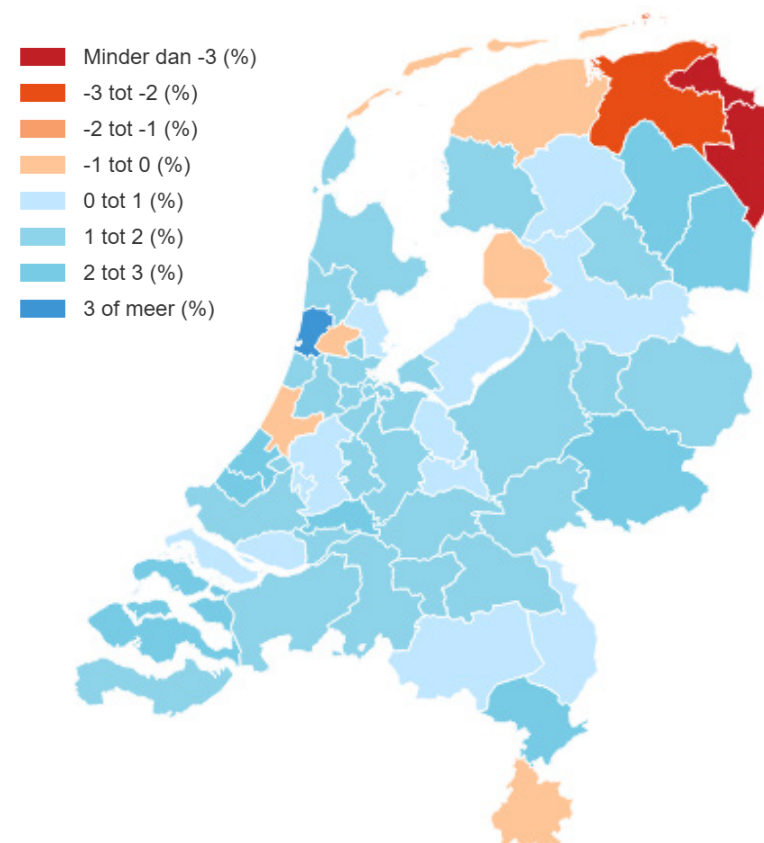 Minder dan -3 (%)
-3 tot -2 (%)
-2 tot -1 (%)
-1 tot 0 (%)
0 tot 1 (%)
1 tot 2 (%)
2 tot 3 (%)
3 of meer (%)